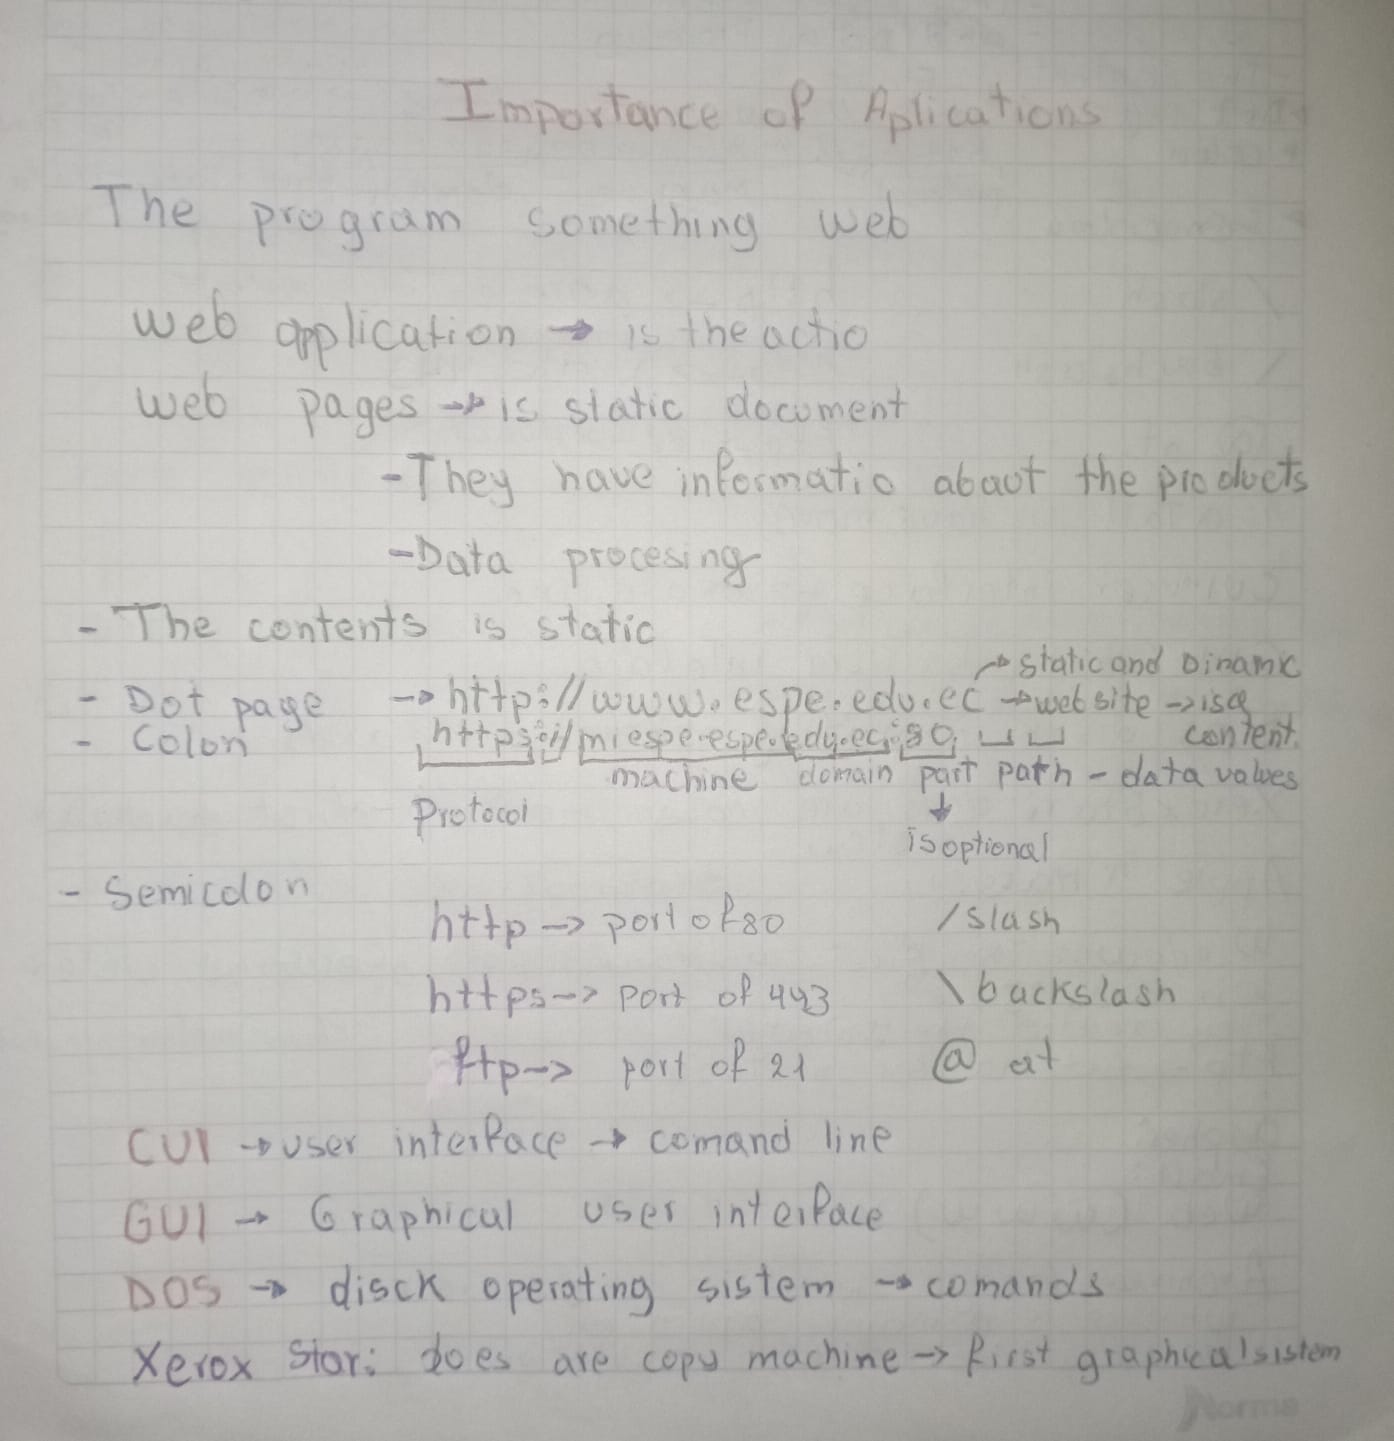 Importance of Aplications
The program something web
web application → is the actio
web pages → is static document
- They have informatio abaut the products
- Data procesing
- The contents is static
→ static and Dinamic
- Dot page → http://www.espe.edu.ec → web site → isa content.
- Colon https://miespe.espe.edu.ec:80
machine domain part path - data values
Protocol
is optional
- Semicolon
http -> port of 80 / slash
https -> port of 443 \ backslash
ftp -> port of 21 @ at
CUI → user interface → comand line
GUI → Graphical user interface
DOS → disck operating sistem → comands
Xerox Star: does are copy machine -> first graphical sistem
Norma